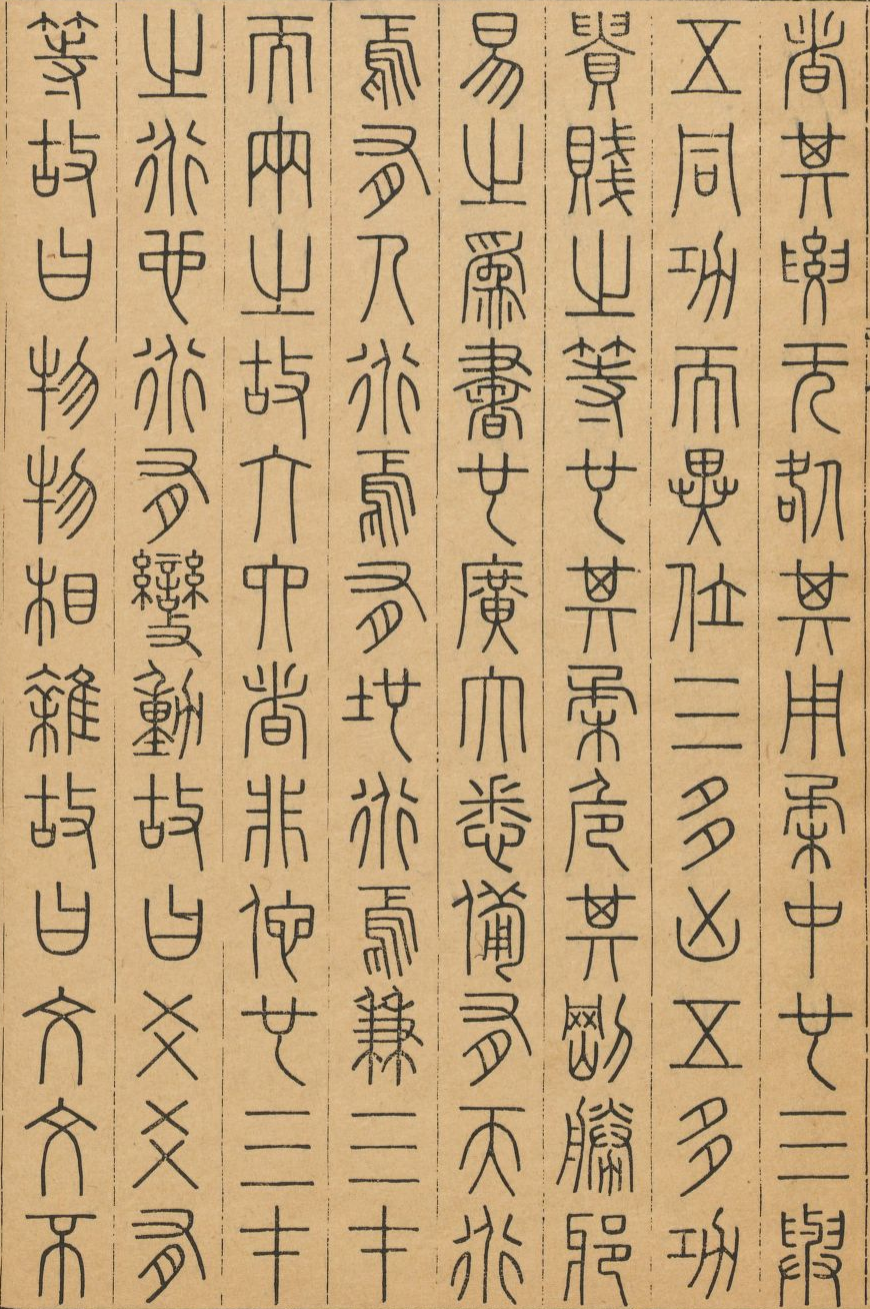 者其要无咎其用柔中也三與
五同功而異位三多凶五多功
貴賤之等也其柔危其剛勝邪
易之爲書也廣大悉備有天道
焉有人道焉有地道焉兼三才
而兩之故六六者非佗也三才
之道也道有變動故曰爻爻有
等故曰物物相雜故曰文文不